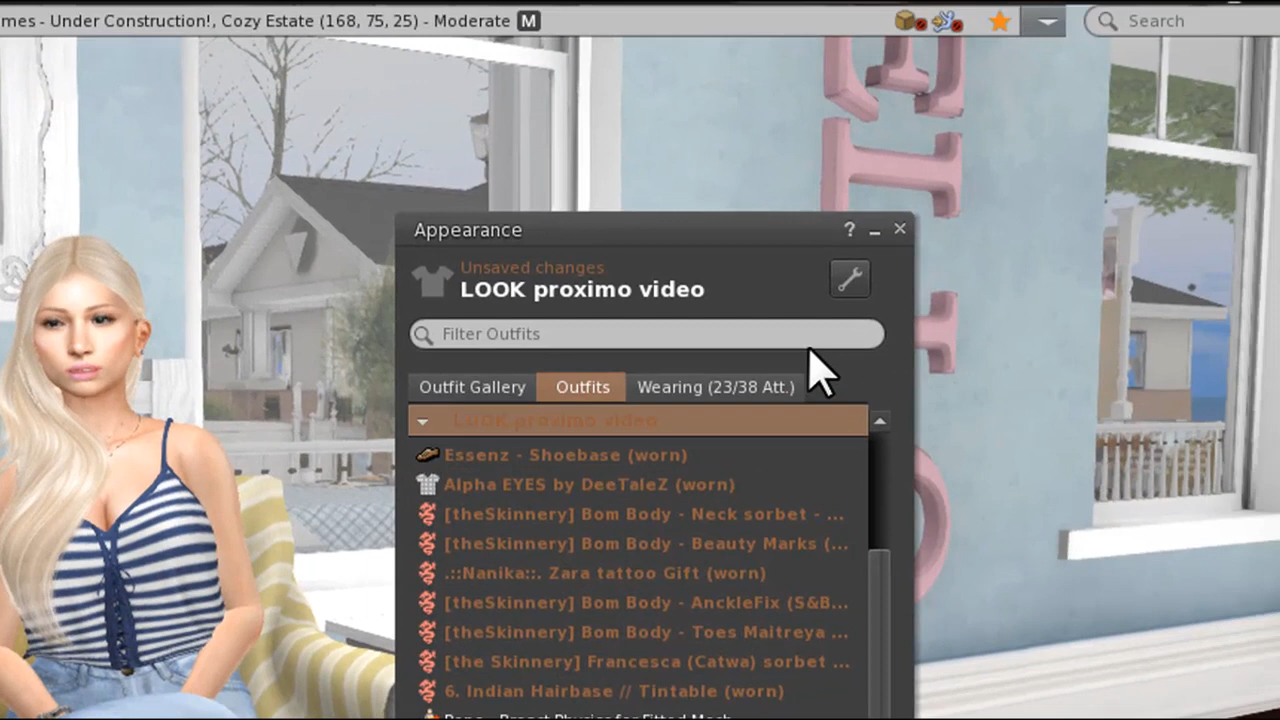 mes - Under Construction!, Cozy Estate (168, 75, 25) - Moderate M
Search
Appearance
Unsaved changes
LOOK proximo video
Filter Outfits
Outfit Gallery Outfits Wearing (23/38 Att.)
LOOK proximo video
Essenz - Shoebase (worn)
Alpha EYES by DeeTaleZ (worn)
[theSkinnery] Bom Body - Neck sorbet - ...
[theSkinnery] Bom Body - Beauty Marks (...
.::Nanika::. Zara tattoo Gift (worn)
[theSkinnery] Bom Body - AnckleFix (S&B...
[theSkinnery] Bom Body - Toes Maitreya ...
[the Skinnery] Francesca (Catwa) sorbet ...
6. Indian Hairbase // Tintable (worn)